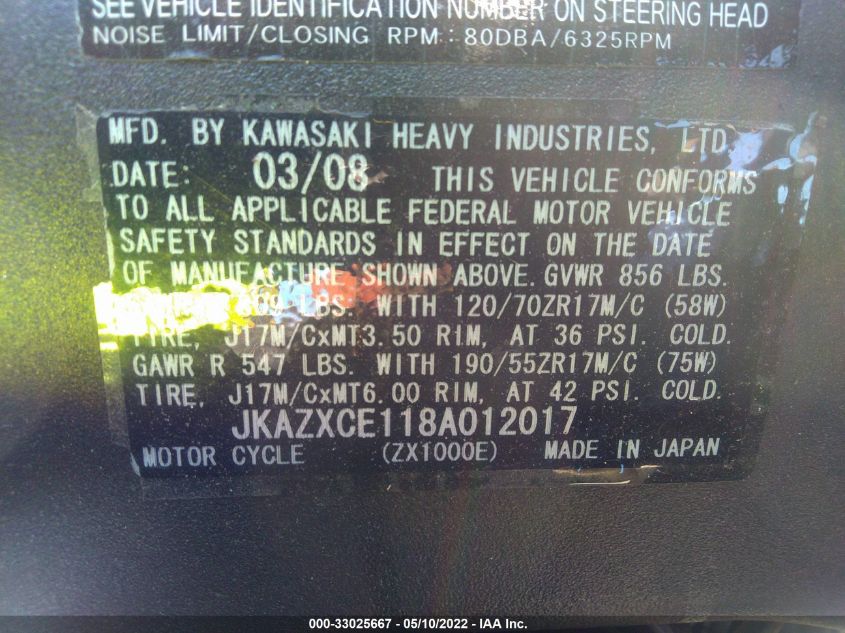 SEE VEHICLE IDENTIFICATION NUMBER ON STEERING HEAD
NOISE LIMIT/CLOSING RPM: 80DBA/6325RPM
MFD. BY KAWASAKI HEAVY INDUSTRIES, LTD
DATE: 03/08 THIS VEHICLE CONFORMS
TO ALL APPLICABLE FEDERAL MOTOR VEHICLE
SAFETY STANDARDS IN EFFECT ON THE DATE
OF MANUFACTURE SHOWN ABOVE. GVWR 856 LBS.
LBS. WITH 120/70ZR17M/C (58W)
TIRE, J17M/CxMT3.50 RIM, AT 36 PSI. COLD.
GAWR R 547 LBS. WITH 190/55ZR17M/C (75W)
TIRE, J17M/CxMT6.00 RIM, AT 42 PSI. COLD.
JKAZXCE118A012017
MOTOR CYCLE (ZX1000E) MADE IN JAPAN
000-33025667 - 05/10/2022 - IAA Inc.